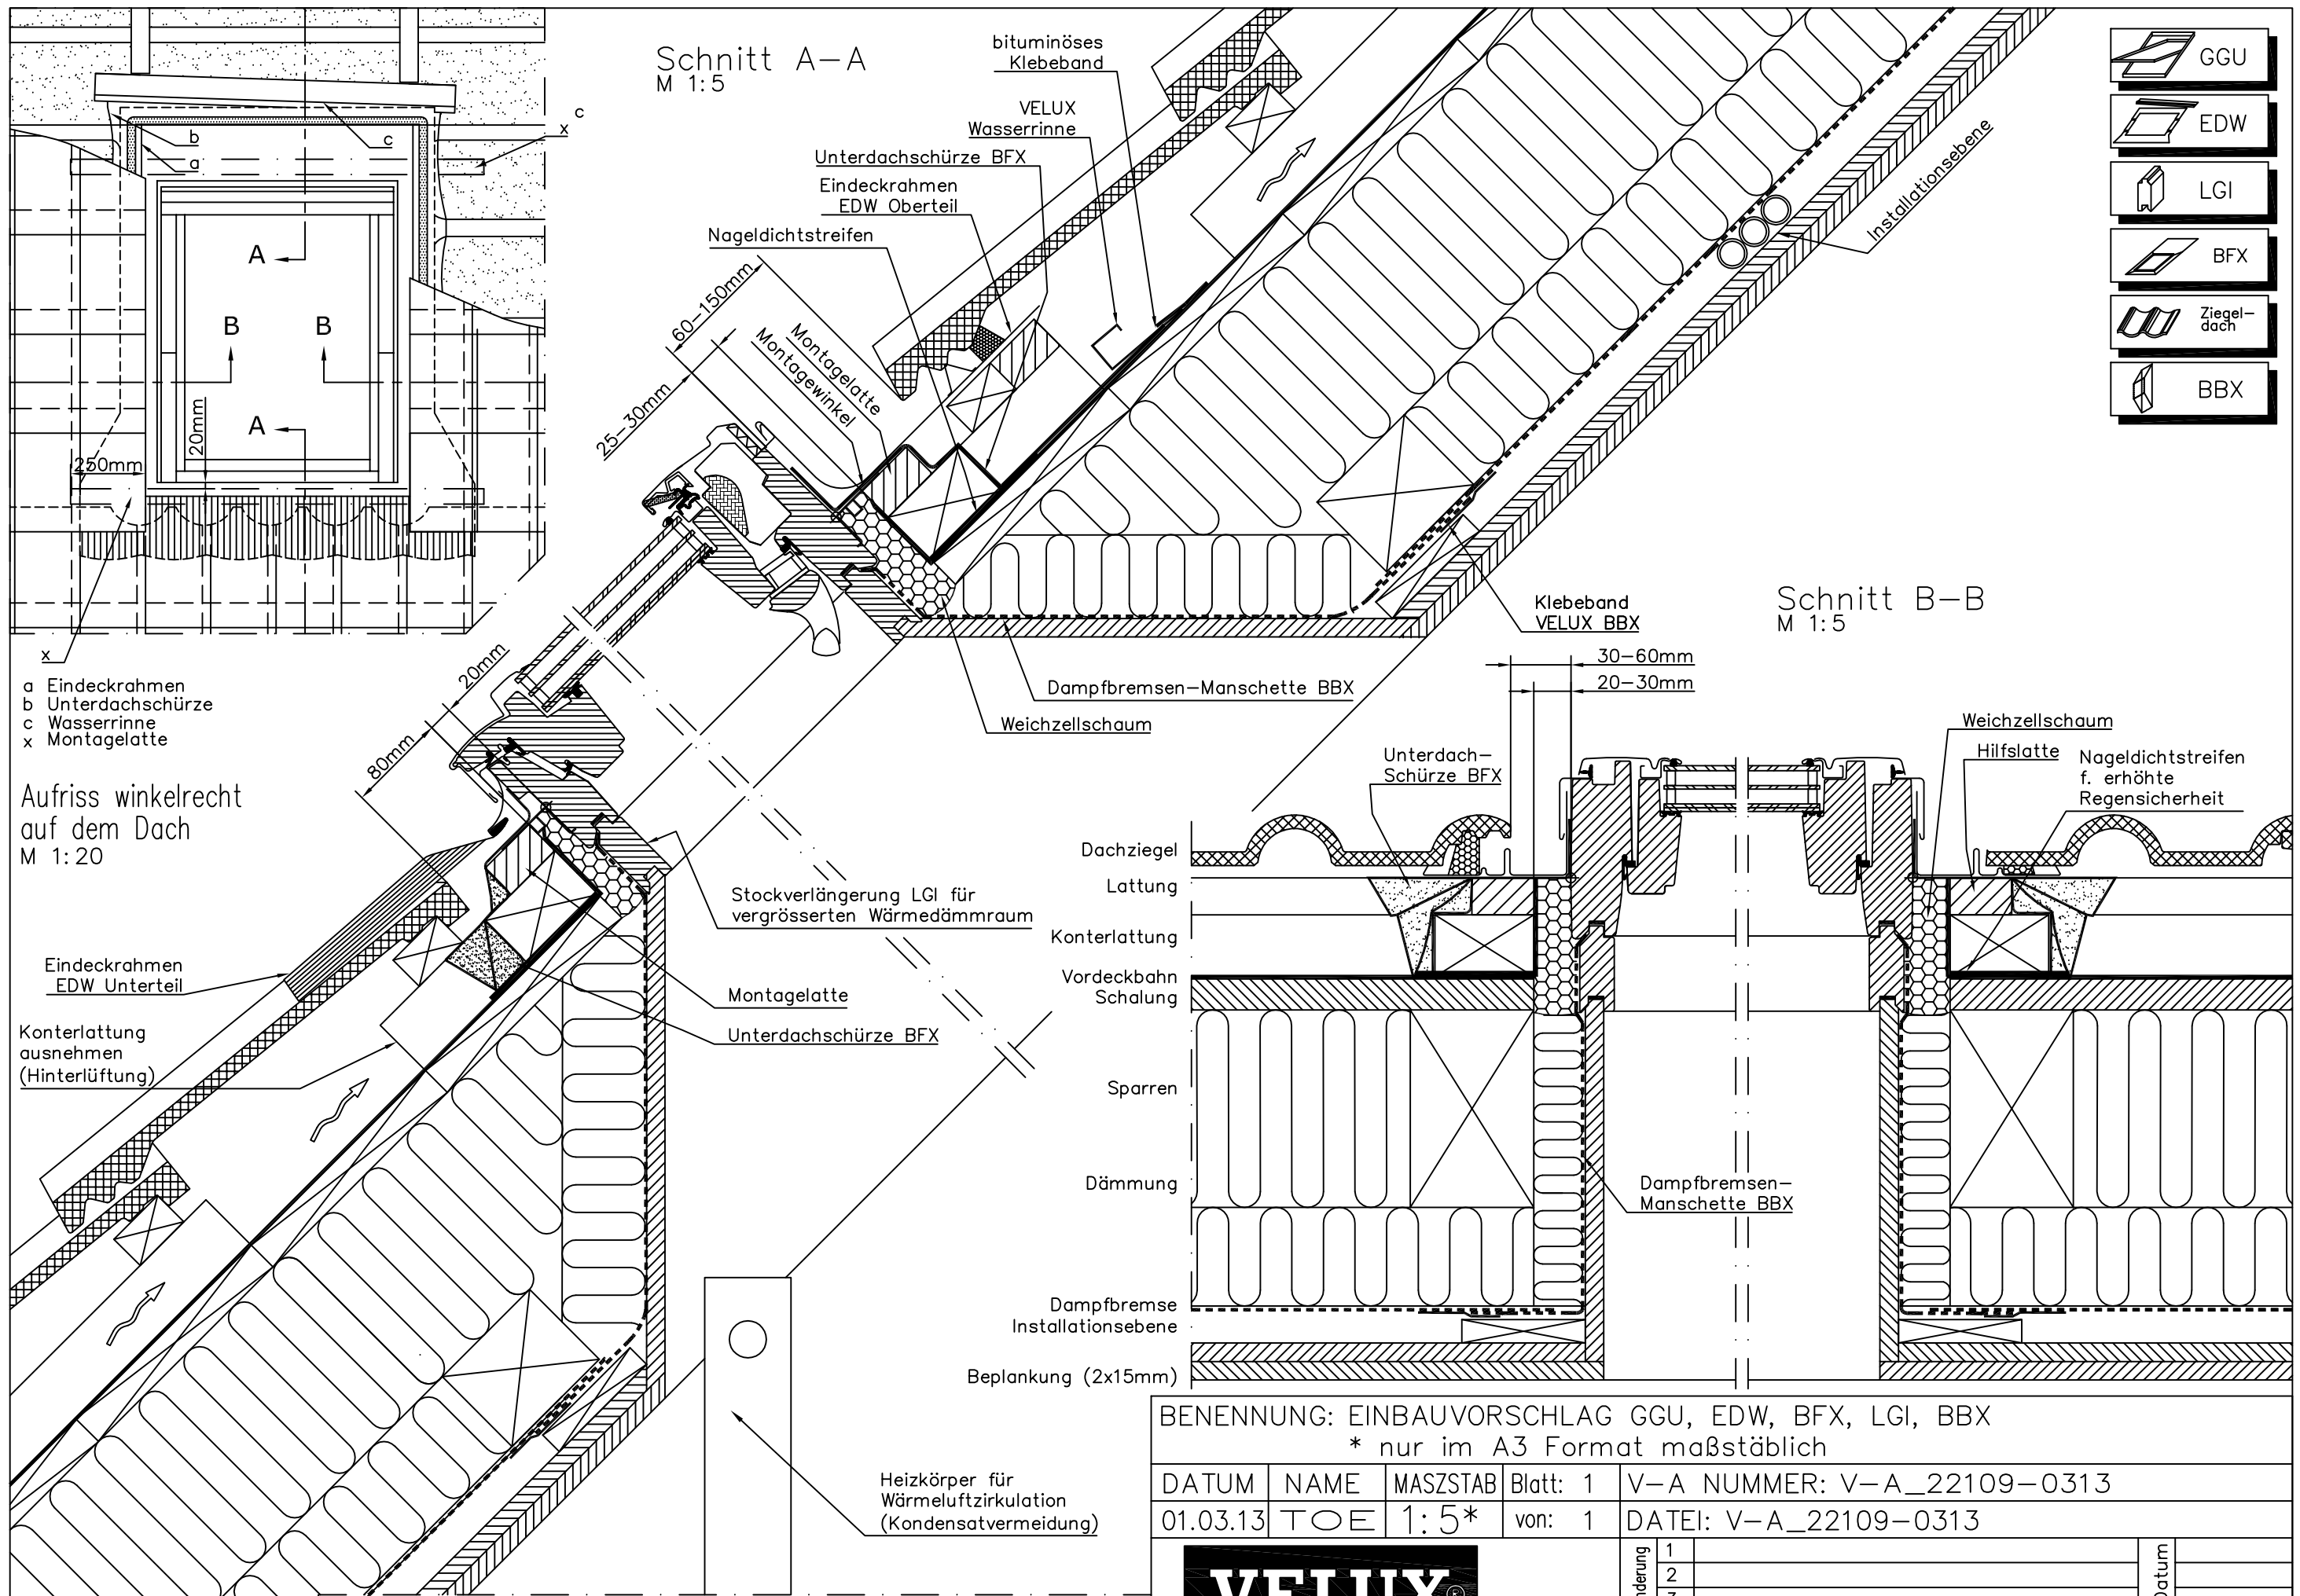 Schnitt A-A
M 1:5
bituminöses
Klebeband
VELUX
Wasserrinne
Unterdachschürze BFX
Eindeckrahmen
EDW Oberteil
Nageldichtstreifen
60-150mm
25-30mm
Montagelatte
Montagewinkel
Installationsebene
GGU
EDW
LGI
BFX
Ziegel-
dach
BBX
b
a
c
x
c
A
B
B
A
20mm
250mm
x
a Eindeckrahmen
b Unterdachschürze
c Wasserrinne
x Montagelatte
Aufriss winkelrecht
auf dem Dach
M 1:20
20mm
80mm
Klebeband
VELUX BBX
Dampfbremsen-Manschette BBX
Weichzellschaum
Stockverlängerung LGI für
vergrösserten Wärmedämmraum
Montagelatte
Unterdachschürze BFX
Eindeckrahmen
EDW Unterteil
Konterlattung
ausnehmen
(Hinterlüftung)
Heizkörper für
Wärmeluftzirkulation
(Kondensatvermeidung)
Schnitt B-B
M 1:5
30-60mm
20-30mm
Unterdach-
Schürze BFX
Weichzellschaum
Hilfslatte
Nageldichtstreifen
f. erhöhte
Regensicherheit
Dachziegel
Lattung
Konterlattung
Vordeckbahn
Schalung
Sparren
Dämmung
Dampfbremsen-
Manschette BBX
Dampfbremse
Installationsebene
Beplankung (2x15mm)
BENENNUNG: EINBAUVORSCHLAG GGU, EDW, BFX, LGI, BBX
* nur im A3 Format maßstäblich
DATUM NAME MASZSTAB Blatt: 1 V-A NUMMER: V-A_22109-0313
01.03.13 TOE 1:5* von: 1 DATEI: V-A_22109-0313
VELUX ®
1
2